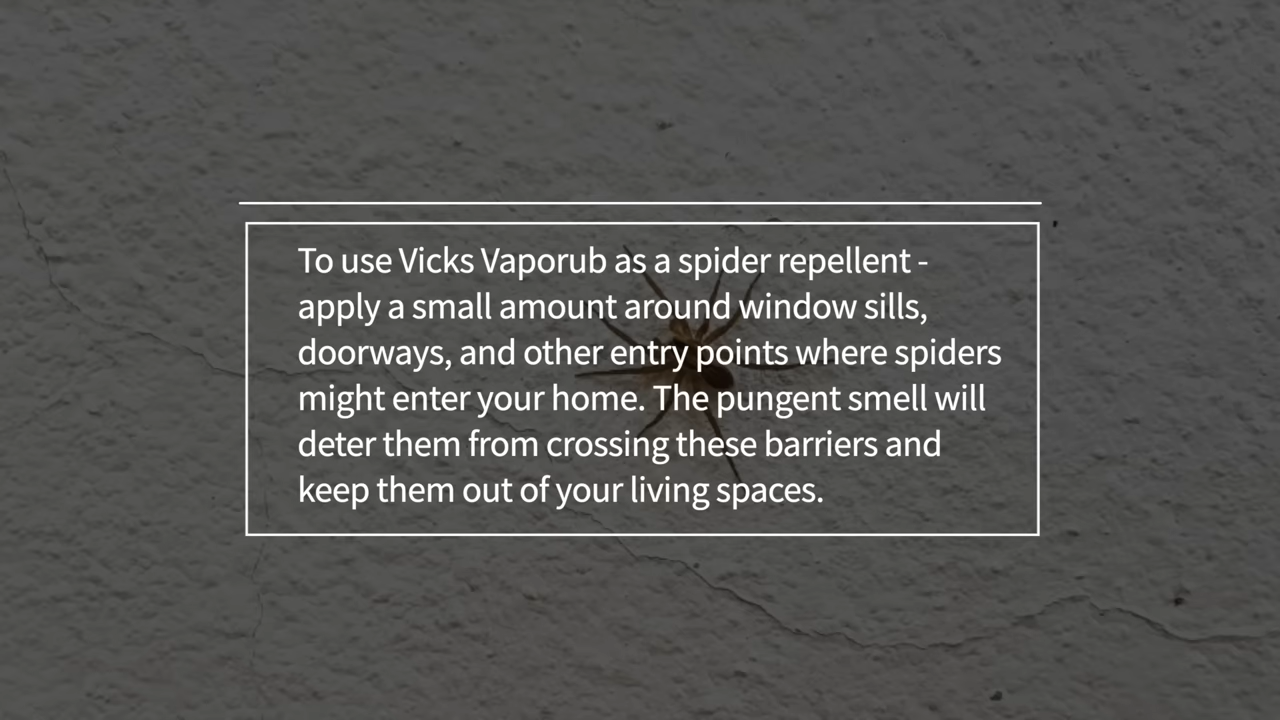 To use Vicks Vaporub as a spider repellent -
apply a small amount around window sills,
doorways, and other entry points where spiders
might enter your home. The pungent smell will
deter them from crossing these barriers and
keep them out of your living spaces.